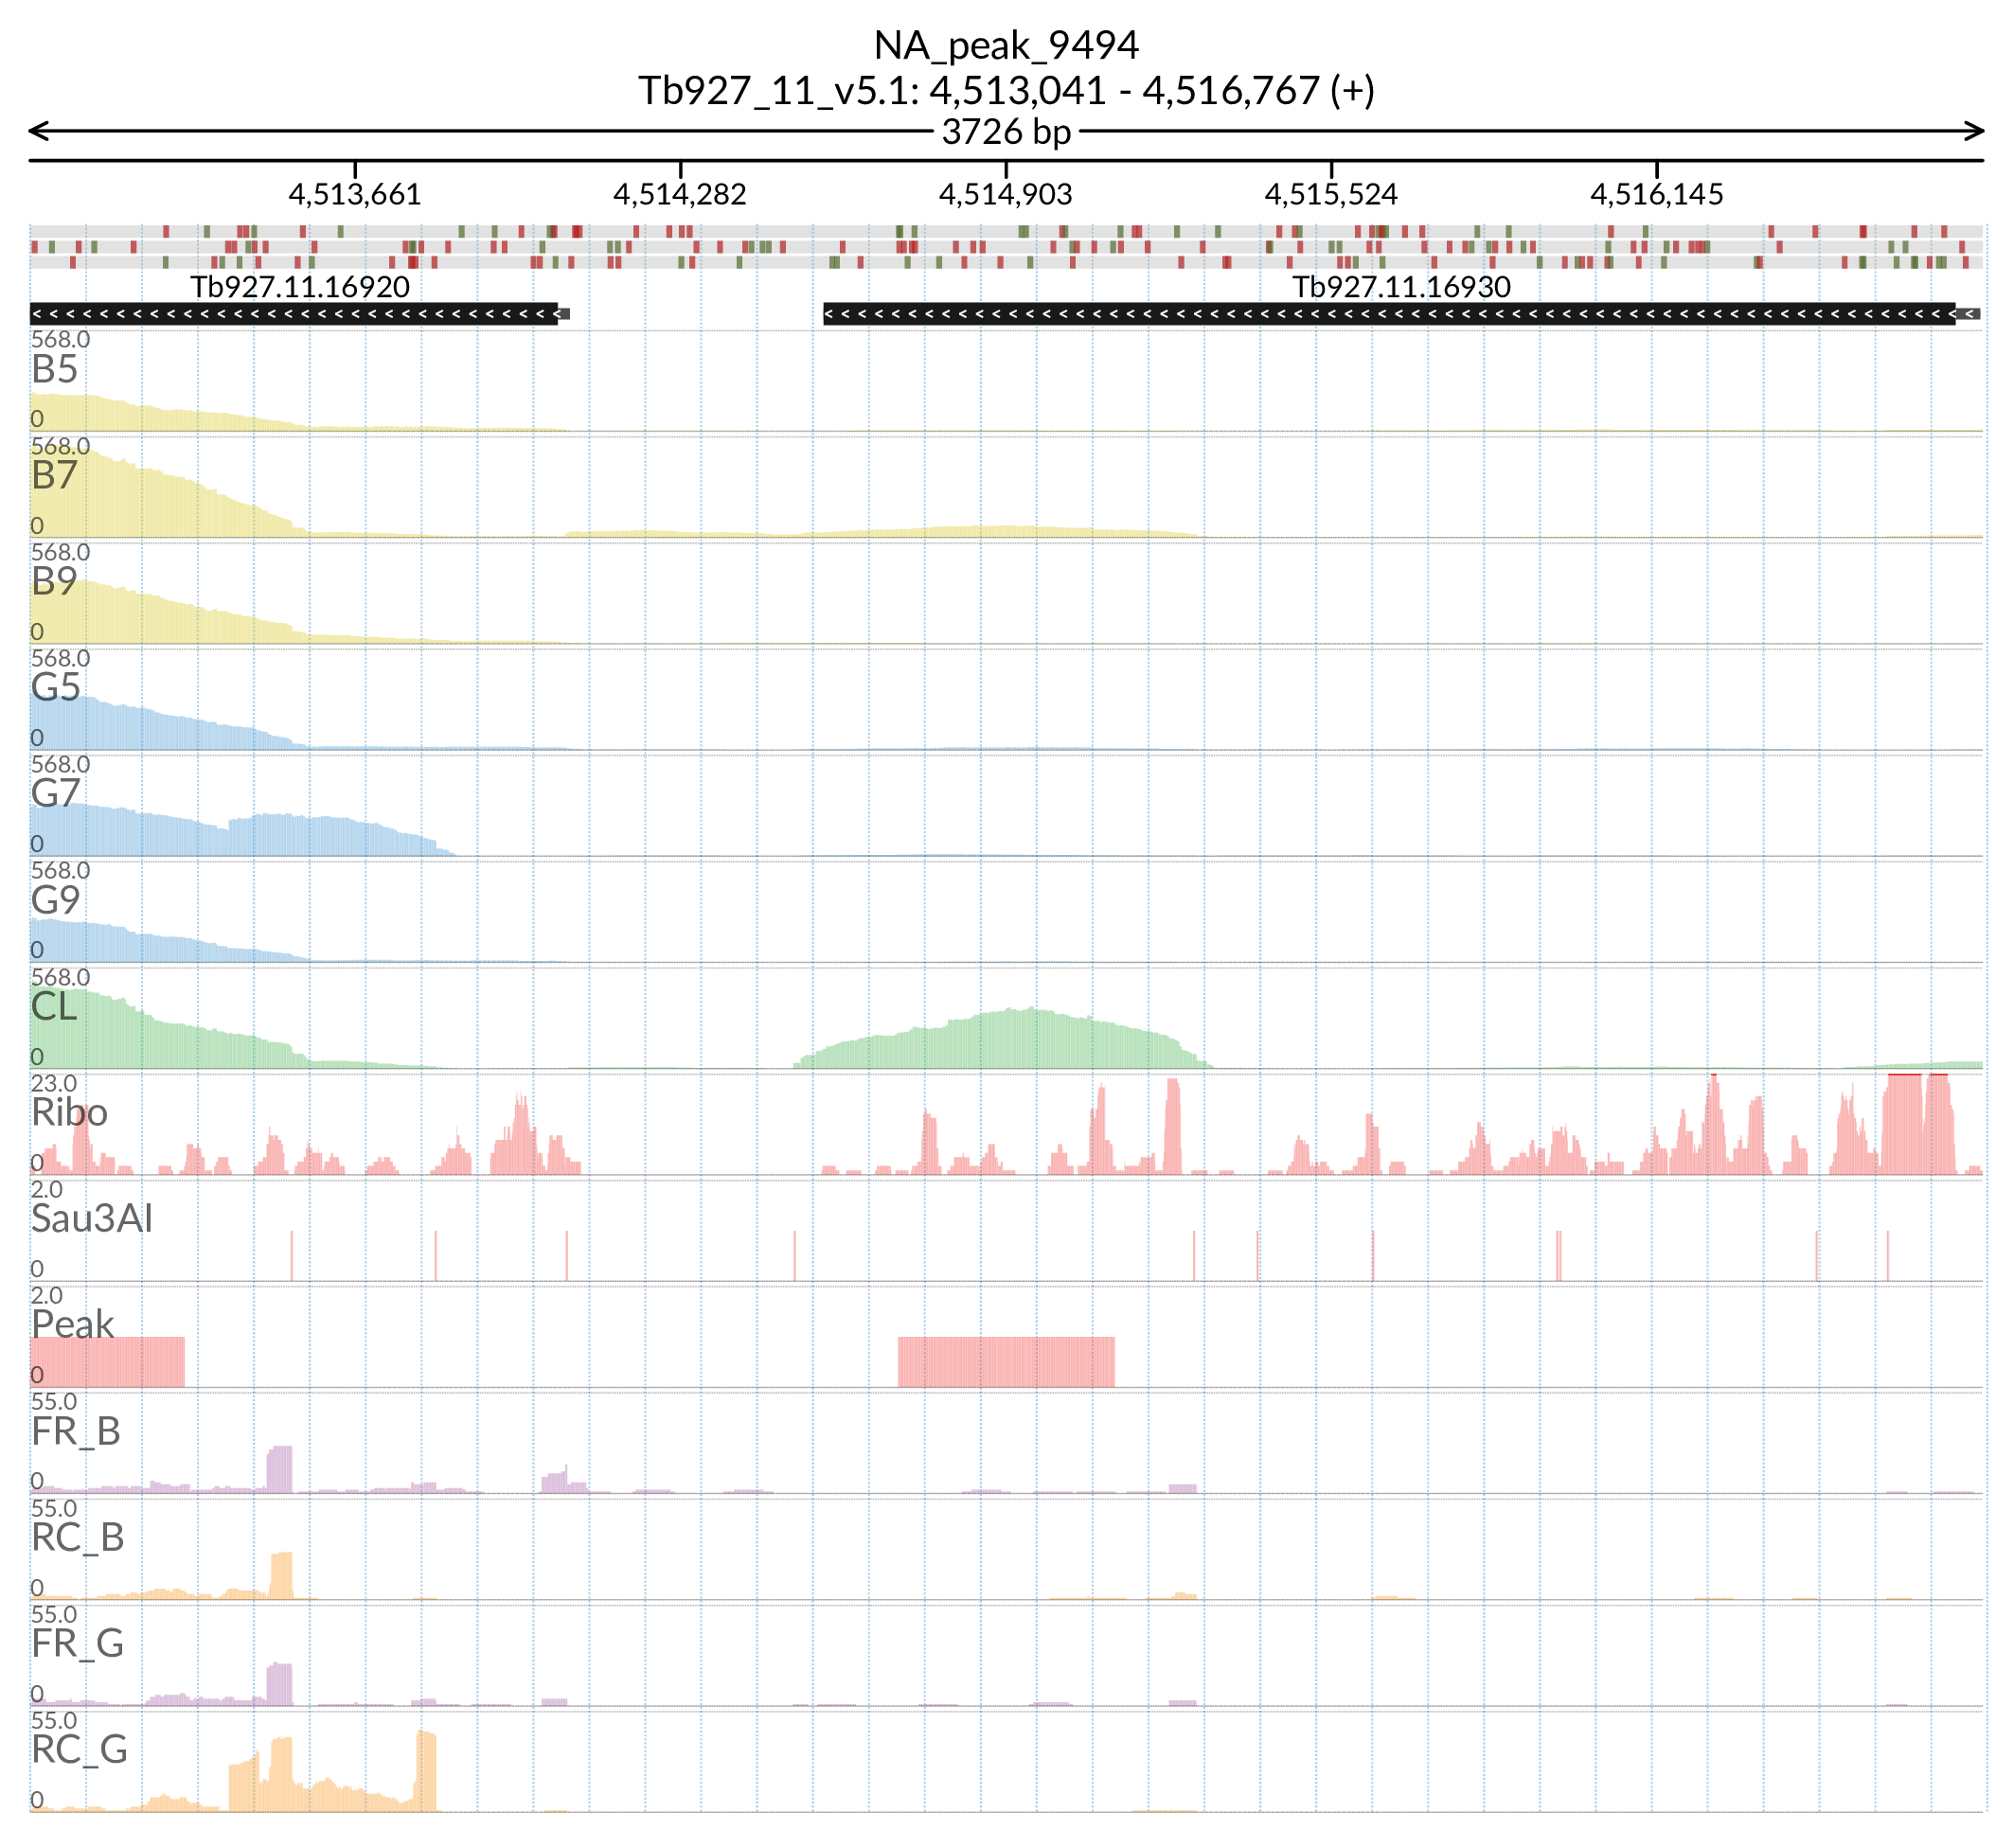 NA_peak_9494
Tb927_11_v5.1: 4,513,041 - 4,516,767 (+)
3726 bp
4,513,661 4,514,282 4,514,903 4,515,524 4,516,145
Tb927.11.16920 Tb927.11.16930
568.0
B5
0
568.0
B7
0
568.0
B9
0
568.0
G5
0
568.0
G7
0
568.0
G9
0
568.0
CL
0
23.0
Ribo
0
2.0
Sau3AI
0
2.0
Peak
0
55.0
FR_B
0
55.0
RC_B
0
55.0
FR_G
0
55.0
RC_G
0